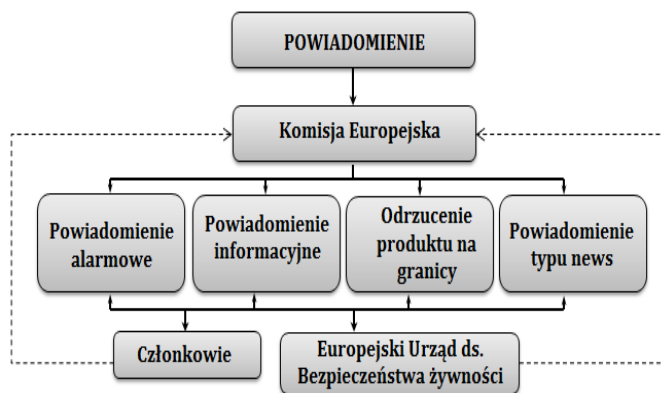 POWIADOMIENIE
Komisja Europejska
Powiadomienie
alarmowe
Powiadomienie
informacyjne
Odrzucenie
produktu na
granicy
Powiadomienie
typu news
Członkowie
Europejski Urząd ds.
Bezpieczeństwa żywności